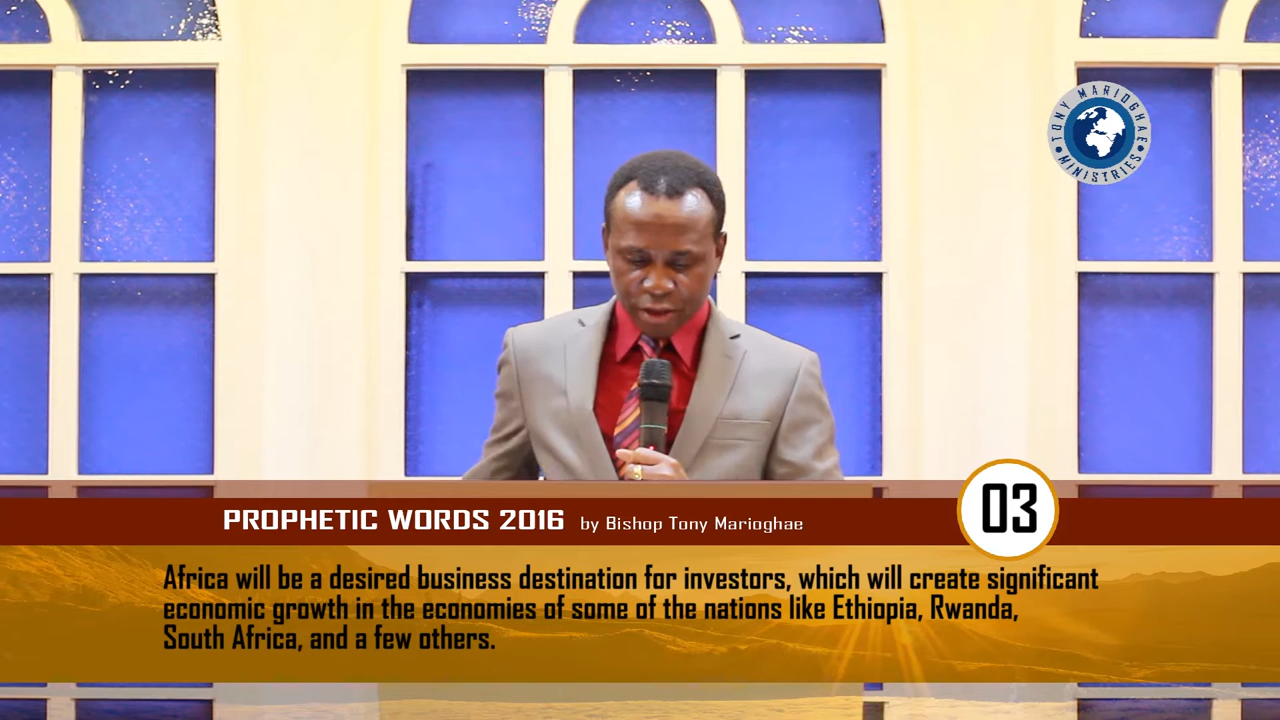 TONY MARIOGHAE
MINISTRIES
PROPHETIC WORDS 2016 by Bishop Tony Marioghae
03
Africa will be a desired business destination for investors, which will create significant
economic growth in the economies of some of the nations like Ethiopia, Rwanda,
South Africa, and a few others.